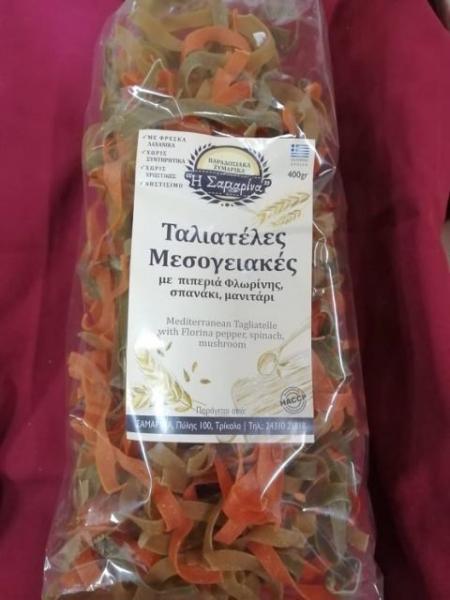 ✓ ΜΕ ΦΡΕΣΚΑ
ΛΑΧΑΝΙΚΑ
✓ ΧΩΡΙΣ
ΣΥΝΤΗΡΗΤΙΚΑ
✓ ΧΩΡΙΣ
ΧΡΩΣΤΙΚΕΣ
✓ ΝΗΣΤΙΣΙΜΟ
ΠΑΡΑΔΟΣΙΑΚΑ
ΖΥΜΑΡΙΚΑ
"Η Σαμαρίνα"
400gr
Ταλιατέλες
Μεσογειακές
με πιπεριά Φλωρίνης,
σπανάκι, μανιτάρι
Mediterranean Tagliatelle
with Florina pepper, spinach,
mushroom
HACCP
Παράγεται από:
ΣΑΜΑΡΙΝΑ, Πύλης 100, Τρίκαλα | Τηλ.: 24310